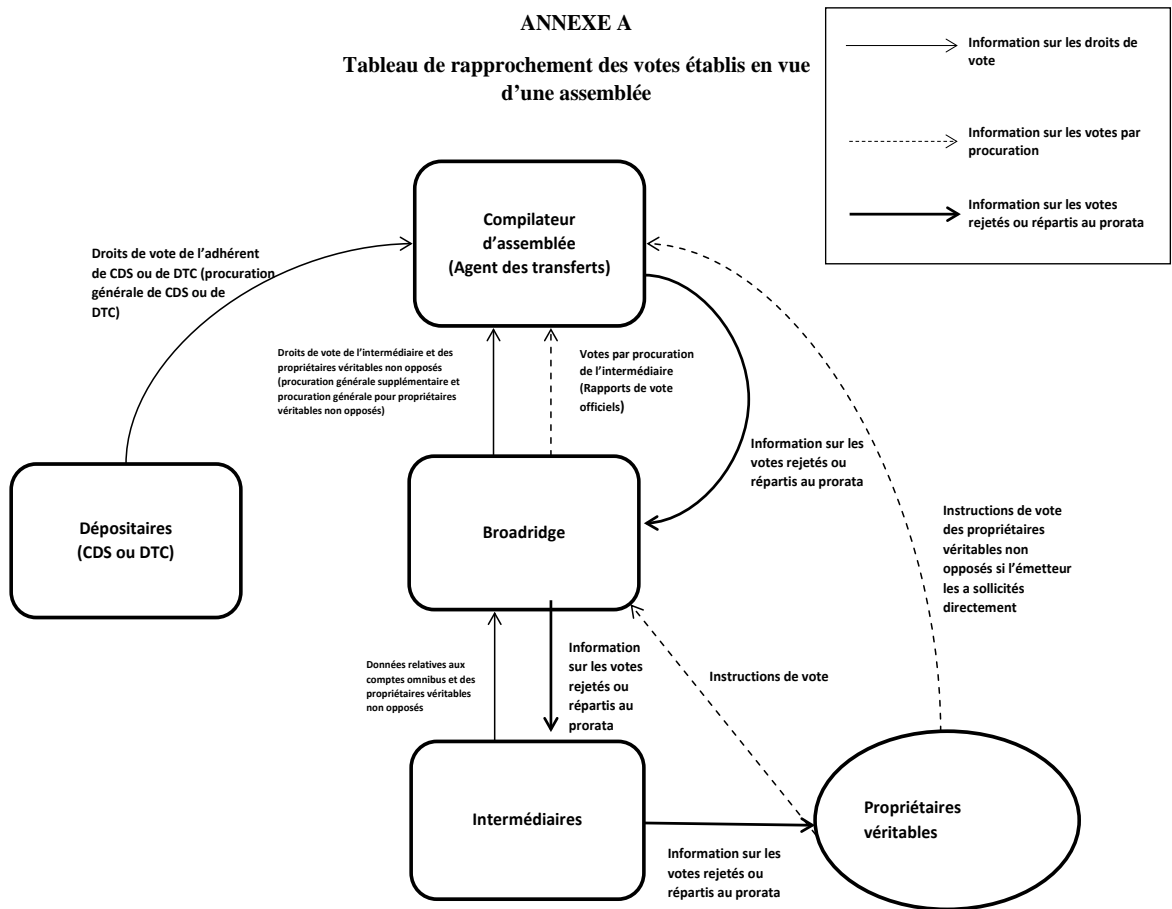 ANNEXE A
Tableau de rapprochement des votes établis en vue
d'une assemblée
Information sur les droits de
vote
Information sur les votes par
procuration
Information sur les votes
rejetés ou répartis au prorata
Compilateur
d'assemblée
(Agent des transferts)
Droits de vote de l'adhérent
de CDS ou de DTC (procuration
générale de CDS ou de
DTC)
Droits de vote de l'intermédiaire et des
propriétaires véritables non opposés
(procuration générale supplémentaire et
procuration générale pour propriétaires
véritables non opposés)
Votes par procuration
de l'intermédiaire
(Rapports de vote
officiels)
Information sur les
votes rejetés ou
répartis au prorata
Dépositaires
(CDS ou DTC)
Broadridge
Instructions de vote
des propriétaires
véritables non
opposés si l'émetteur
les a sollicités
directement
Données relatives aux
comptes omnibus et des
propriétaires véritables
non opposés
Information
sur les votes
rejetés ou
répartis au
prorata
Instructions de vote
Intermédiaires
Propriétaires
véritables
Information sur les
votes rejetés ou
répartis au prorata